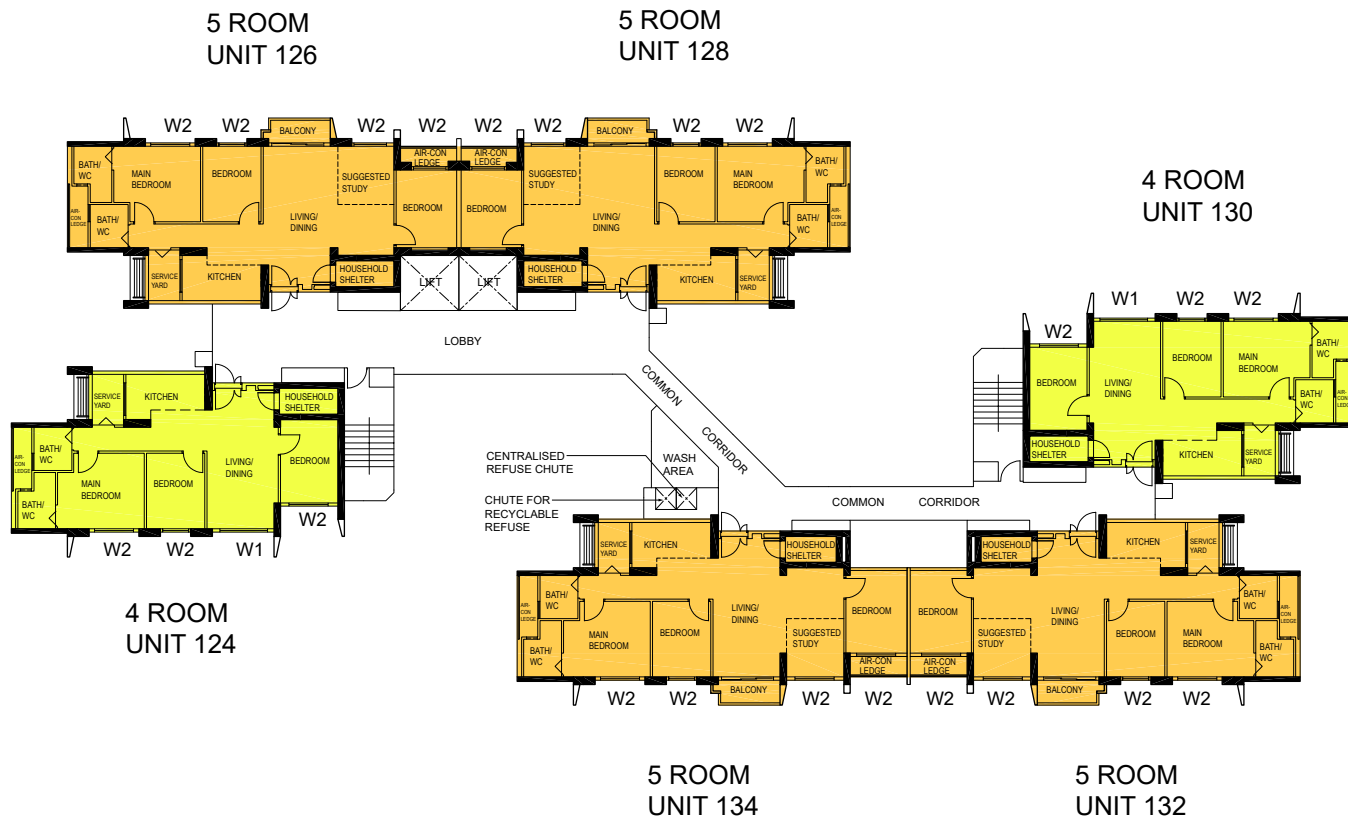 5 ROOM
UNIT 126
5 ROOM
UNIT 128
W2
W2
BALCONY
W2
W2
W2
W2
BALCONY
W2
W2
BATH/
WC
MAIN
BEDROOM
BEDROOM
SUGGESTED
STUDY
AIR-CON
LEDGE
AIR-CON
LEDGE
SUGGESTED
STUDY
BEDROOM
MAIN
BEDROOM
BATH/
WC
AIR-
CON
LEDGE
BATH/
WC
LIVING/
DINING
BEDROOM
BEDROOM
LIVING/
DINING
BATH/
WC
AIR-
CON
LEDGE
SERVICE
YARD
KITCHEN
HOUSEHOLD
SHELTER
LIFT
LIFT
HOUSEHOLD
SHELTER
KITCHEN
SERVICE
YARD
4 ROOM
UNIT 130
W2
W1
W2
W2
BEDROOM
LIVING/
DINING
BEDROOM
MAIN
BEDROOM
BATH/
WC
BATH/
WC
AIR-
CON
LEDGE
HOUSEHOLD
SHELTER
KITCHEN
SERVICE
YARD
LOBBY
COMMON
CORRIDOR
SERVICE
YARD
KITCHEN
HOUSEHOLD
SHELTER
AIR-
CON
LEDGE
BATH/
WC
BATH/
WC
MAIN
BEDROOM
BEDROOM
LIVING/
DINING
BEDROOM
W2
W2
W1
W2
4 ROOM
UNIT 124
CENTRALISED
REFUSE CHUTE
WASH
AREA
CHUTE FOR
RECYCLABLE
REFUSE
COMMON
CORRIDOR
SERVICE
YARD
KITCHEN
HOUSEHOLD
SHELTER
HOUSEHOLD
SHELTER
KITCHEN
SERVICE
YARD
AIR-
CON
LEDGE
BATH/
WC
LIVING/
DINING
BEDROOM
BEDROOM
LIVING/
DINING
BATH/
WC
AIR-
CON
LEDGE
BATH/
WC
MAIN
BEDROOM
BEDROOM
SUGGESTED
STUDY
AIR-CON
LEDGE
AIR-CON
LEDGE
SUGGESTED
STUDY
BEDROOM
MAIN
BEDROOM
BATH/
WC
W2
W2
BALCONY
W2
W2
W2
W2
BALCONY
W2
W2
5 ROOM
UNIT 134
5 ROOM
UNIT 132